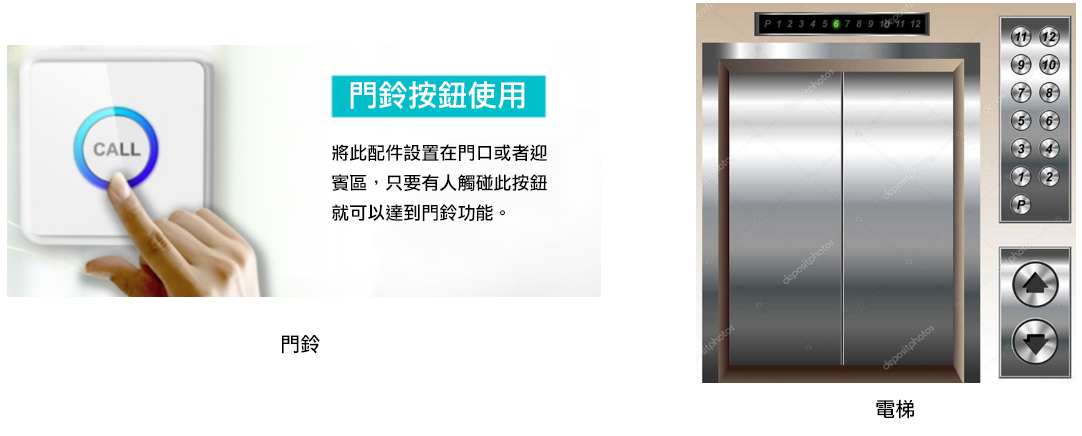 CALL
門鈴按鈕使用
將此配件設置在門口或者迎
賓區，只要有人觸碰此按鈕
就可以達到門鈴功能。
門鈴
P 1 2 3 4 5 6 7 8 9 10 11 12
11 12
9 10
7 8
5 6
3 4
1 2
P
depositphotos
depositphotos
depositphotos
電梯